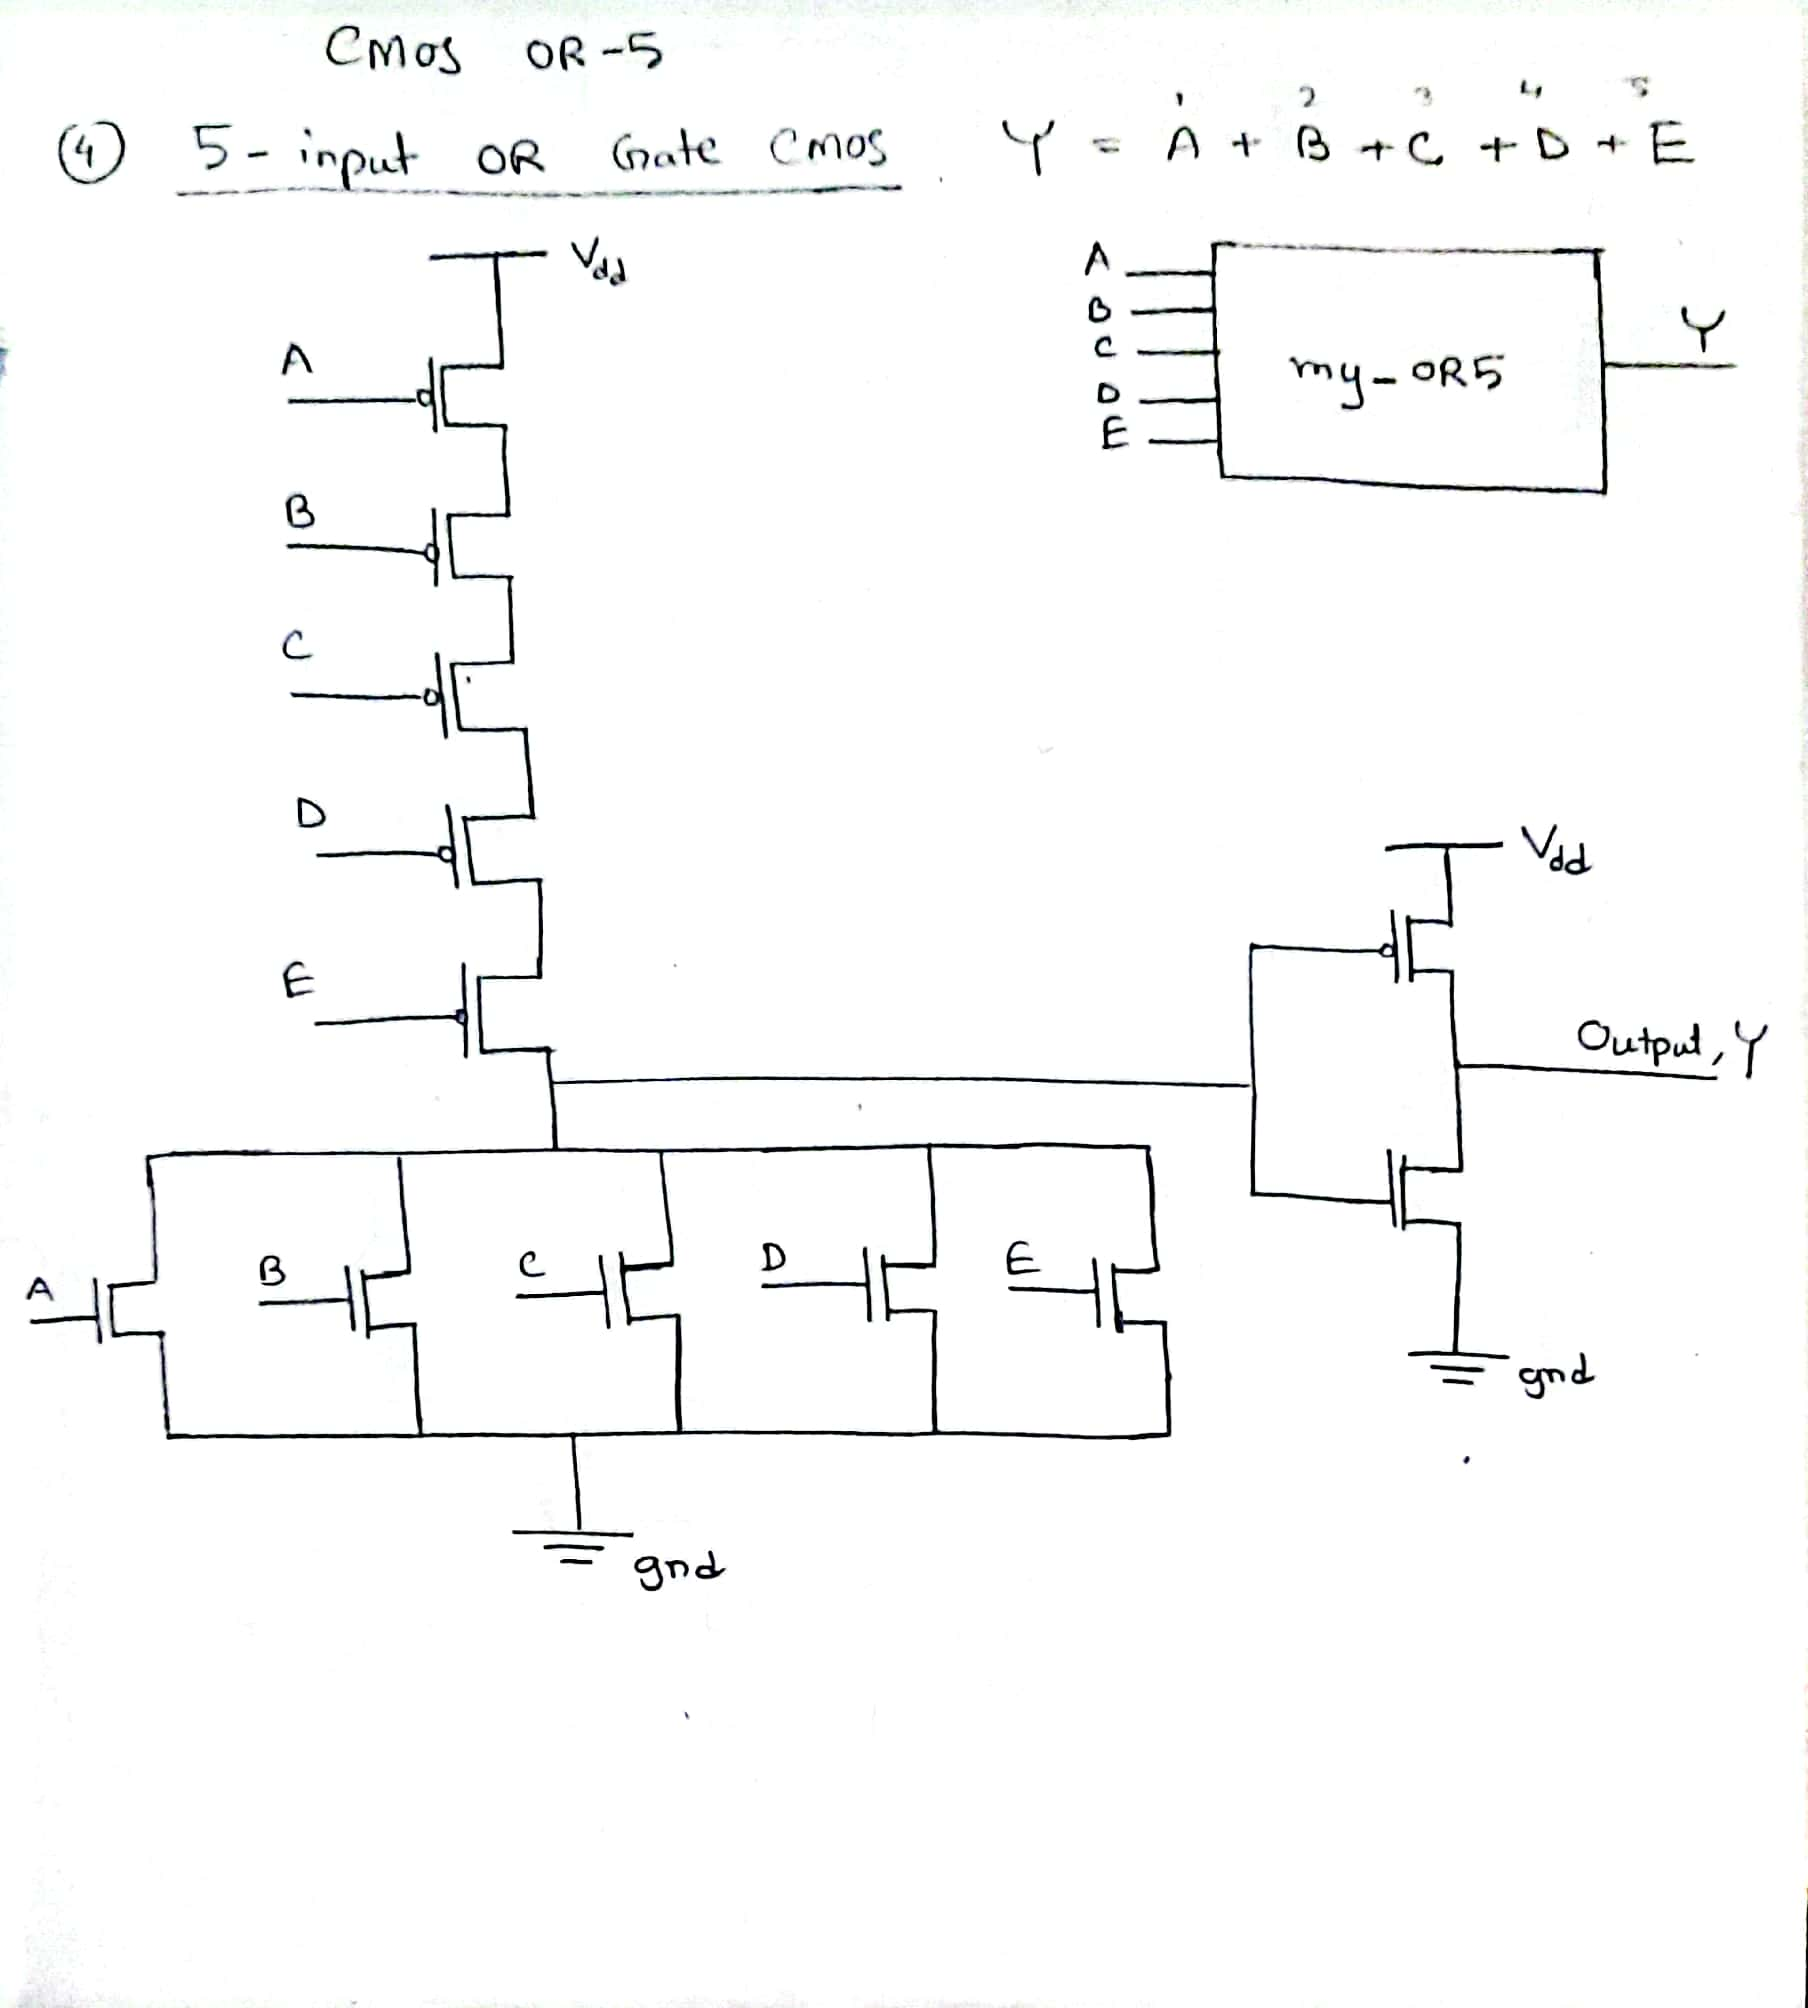 CMOS OR-5
④ 5-input OR Gate CMOS. Y = A + B + C + D + E
1 2 3 4 5
Vdd
A
B
C
D
E
A
B
C
D
E
my-OR5
Y
Vdd
Output, Y
gnd
A
B
C
D
E
gnd